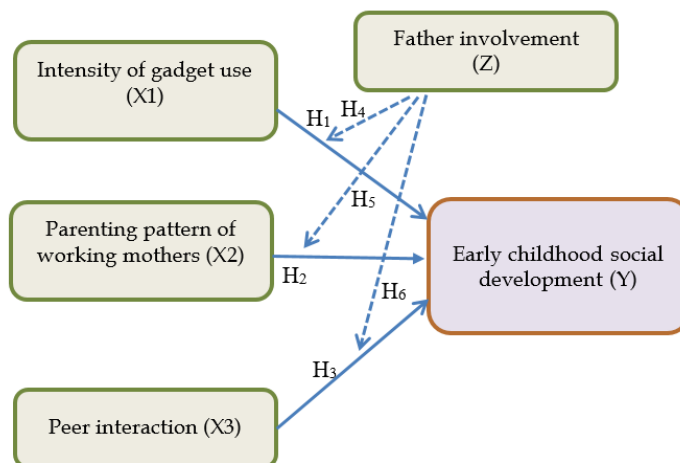 Father involvement
(Z)
Intensity of gadget use
(X1)
H1
H4
Parenting pattern of
working mothers (X2)
H5
H2
Early childhood social
development (Y)
H6
H3
Peer interaction (X3)